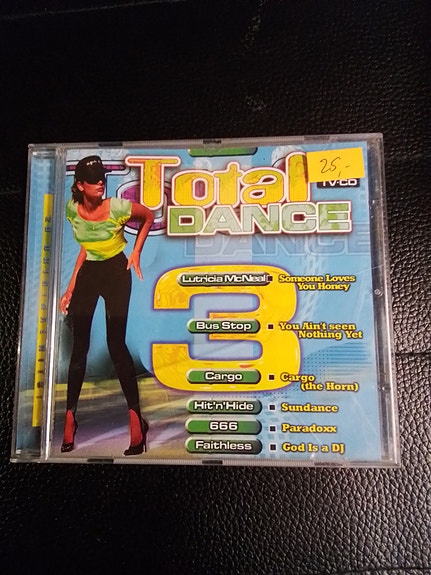 Total
25,-
TV-CD
DANCE
DANCE
3
Lutricia McNeal Someone Loves
You Honey
Bus Stop You Ain't seen
Nothing Yet
Cargo Cargo
(the Horn)
Hit'n'Hide Sundance
666 Paradoxx
Faithless God Is a DJ